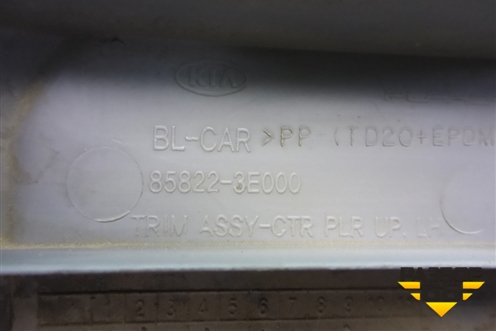 KIA
BL-CAR >PP-(TD20+EPDM
85822-3E000
TRIM ASSY-CTR PLR UP. LH
1 2 3 4 5 6 7 8 9 10